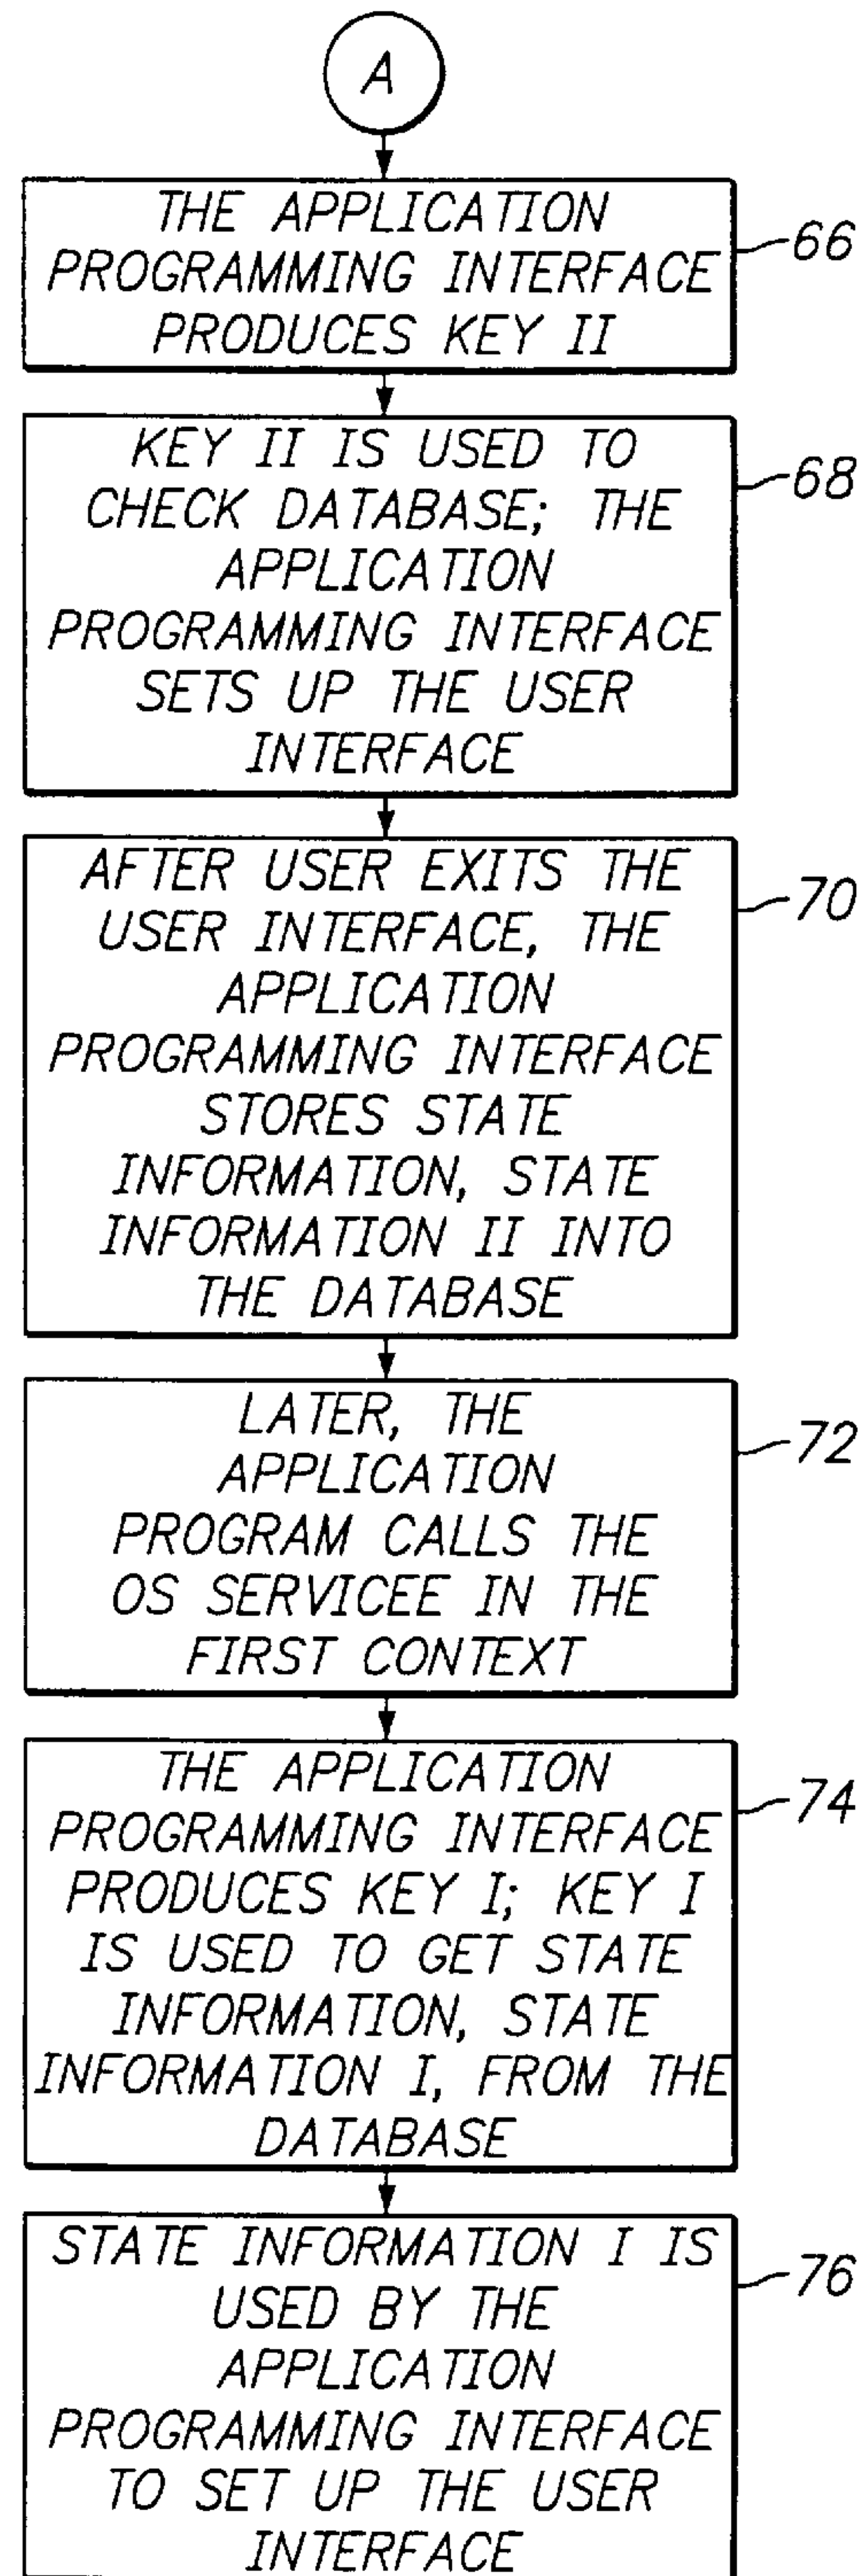 A
THE APPLICATION
PROGRAMMING INTERFACE
PRODUCES KEY II
66
KEY II IS USED TO
CHECK DATABASE; THE
APPLICATION
PROGRAMMING INTERFACE
SETS UP THE USER
INTERFACE
68
AFTER USER EXITS THE
USER INTERFACE, THE
APPLICATION
PROGRAMMING INTERFACE
STORES STATE
INFORMATION, STATE
INFORMATION II INTO
THE DATABASE
70
LATER, THE
APPLICATION
PROGRAM CALLS THE
OS SERVICEE IN THE
FIRST CONTEXT
72
THE APPLICATION
PROGRAMMING INTERFACE
PRODUCES KEY I; KEY I
IS USED TO GET STATE
INFORMATION, STATE
INFORMATION I, FROM THE
DATABASE
74
STATE INFORMATION I IS
USED BY THE
APPLICATION
PROGRAMMING INTERFACE
TO SET UP THE USER
INTERFACE
76